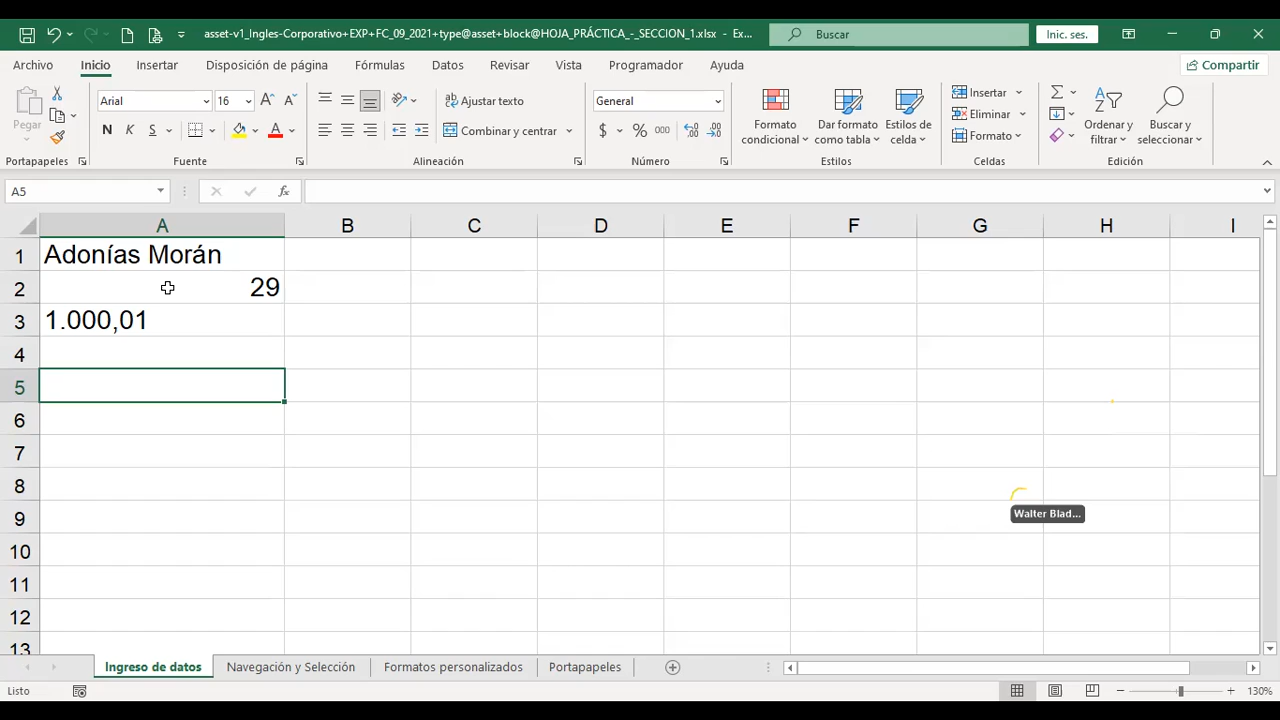 asset-v1_Ingles-Corporativo+EXP+FC_09_2021+type@asset+block@HOJA_PRÁCTICA_-_SECCION_1.xlsx - Ex...
Buscar
Inic. ses.
Archivo Inicio Insertar Disposición de página Fórmulas Datos Revisar Vista Programador Ayuda
Compartir
Pegar
Portapapeles
Arial 16
N K S
Fuente
Ajustar texto
Combinar y centrar
Alineación
General
$ % 000
Número
Formato condicional
Dar formato como tabla
Estilos de celda
Estilos
Insertar
Eliminar
Formato
Celdas
Ordenar y filtrar
Buscar y seleccionar
Edición
A5
fx
A B C D E F G H I
1 Adonías Morán
2 29
3 1.000,01
4
5
6
7
8
9
10
11
12
13
Walter Blad...
Ingreso de datos Navegación y Selección Formatos personalizados Portapapeles
Listo
130%